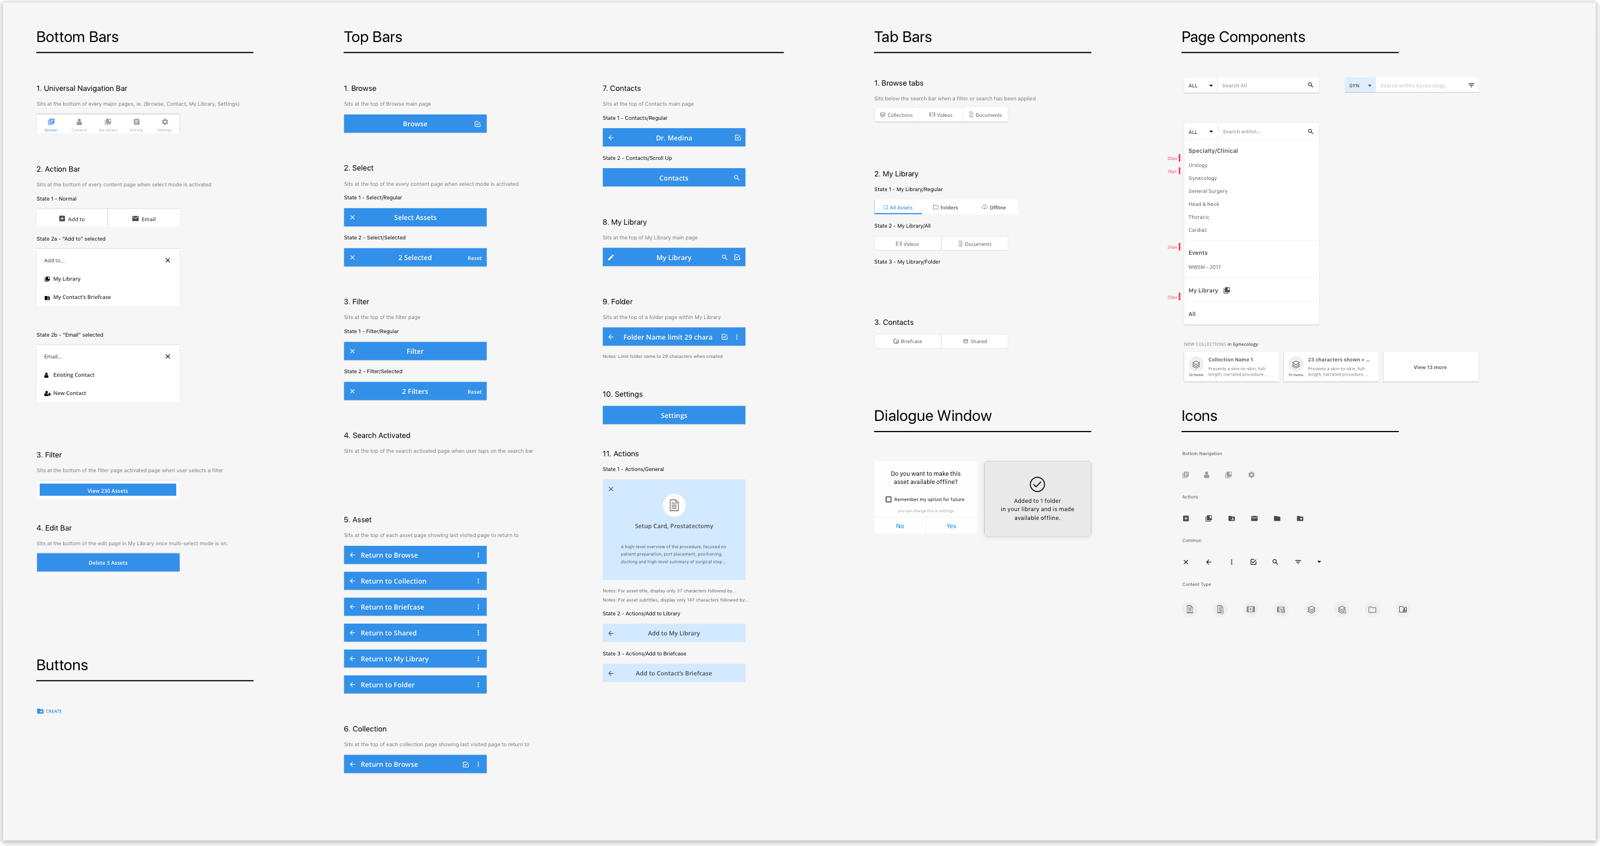 Bottom Bars
1. Universal Navigation Bar
Sits at the bottom of every major pages, ie. (Browse, Contact, My Library, Settings)
Browse
Contacts
My Library
Activity
Settings
2. Action Bar
Sits at the bottom of every content page when select mode is activated
State 1 - Normal
Add to
Email
State 2a - "Add to" selected
Add to...
My Library
My Contact's Briefcase
State 2b - "Email" selected
Email...
Existing Contact
New Contact
3. Filter
Sits at the bottom of the filter page activated page when user selects a filter
View 230 Assets
4. Edit Bar
Sits at the bottom of the edit page in My Library once multi-select mode is on.
Delete 3 Assets
Buttons
CREATE
Top Bars
1. Browse
Sits at the top of Browse main page
Browse
2. Select
Sits at the top of the every content page when select mode is activated
State 1 - Select/Regular
Select Assets
State 2 - Select/Selected
2 Selected
Reset
3. Filter
Sits at the top of the filter page
State 1 - Filter/Regular
Filter
State 2 - Filter/Selected
2 Filters
Reset
4. Search Activated
Sits at the top of the search activated page when user taps on the search bar
5. Asset
Sits at the top of each asset page showing last visited page to return to
Return to Browse
Return to Collection
Return to Briefcase
Return to Shared
Return to My Library
Return to Folder
6. Collection
Sits at the top of each collection page showing last visited page to return to
Return to Browse
7. Contacts
Sits at the top of Contacts main page
State 1 - Contacts/Regular
Dr. Medina
State 2 - Contacts/Scroll Up
Contacts
8. My Library
Sits at the top of My Library main page
My Library
9. Folder
Sits at the top of a folder page within My Library
Folder Name limit 29 chara
Notes: Limit folder name to 29 characters when created
10. Settings
Settings
11. Actions
State 1 - Actions/General
Setup Card, Prostatectomy
A high-level overview of the procedure, focused on
patient preparation, port placement, positioning,
docking and high-level summary of surgical step...
Notes: For asset title, display only 37 characters followed by...
Notes: For asset subtitles, display only 147 characters followed by...
State 2 - Actions/Add to Library
Add to My Library
State 3 - Actions/Add to Briefcase
Add to Contact's Briefcase
Tab Bars
1. Browse tabs
Sits below the search bar when a filter or search has been applied
Collections
Videos
Documents
2. My Library
State 1 - My Library/Regular
All Assets
Folders
Offline
State 2 - My Library/All
Videos
Documents
State 3 - My Library/Folder
3. Contacts
Briefcase
Shared
Dialogue Window
Do you want to make this
asset available offline?
Remember my option for future
you can change this in settings
No
Yes
Added to 1 folder
in your library and is made
available offline.
Page Components
ALL
Search All
GYN
Search within Gynecology
ALL
Search within...
Specialty/Clinical
Urology
Gynecology
General Surgery
Head & Neck
Thoracic
Cardiac
Events
WWSM - 2017
My Library
All
NEW COLLECTIONS in Gynecology
Collection Name 1
Presents a skin-to-skin, full-
length, narrated procedure ...
10 items
23 characters shown + ...
Presents a skin-to-skin, full-
length, narrated procedure ...
10 items
View 13 more
Icons
Bottom Navigation
Actions
Common
Content Type